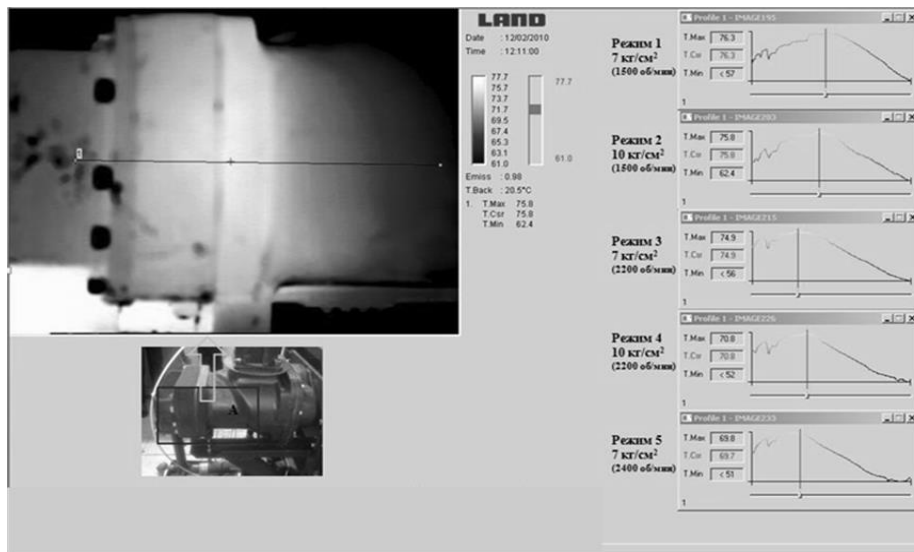 LAND
Date : 12/02/2010
Time : 12:11:00
77.7
75.7
73.7
71.7
69.5
67.4
65.3
63.1
61.0
77.7
61.0
Emiss : 0.98
T.Back : 20.5°C
1. T.Max 75.8
T.Csr 75.8
T.Min 62.4
1
A
Режим 1
7 кг/см²
(1500 об/мин)
Profile 1 - IMAGE195
T.Max 76.3
T.Csr 76.3
T.Min < 57
1
Режим 2
10 кг/см²
(1500 об/мин)
Profile 1 - IMAGE203
T.Max 75.8
T.Csr 75.8
T.Min 62.4
1
Режим 3
7 кг/см²
(2200 об/мин)
Profile 1 - IMAGE215
T.Max 74.9
T.Csr 74.9
T.Min < 56
1
Режим 4
10 кг/см²
(2200 об/мин)
Profile 1 - IMAGE226
T.Max 70.8
T.Csr 70.8
T.Min < 52
1
Режим 5
7 кг/см²
(2400 об/мин)
Profile 1 - IMAGE233
T.Max 69.8
T.Csr 69.7
T.Min < 51
1